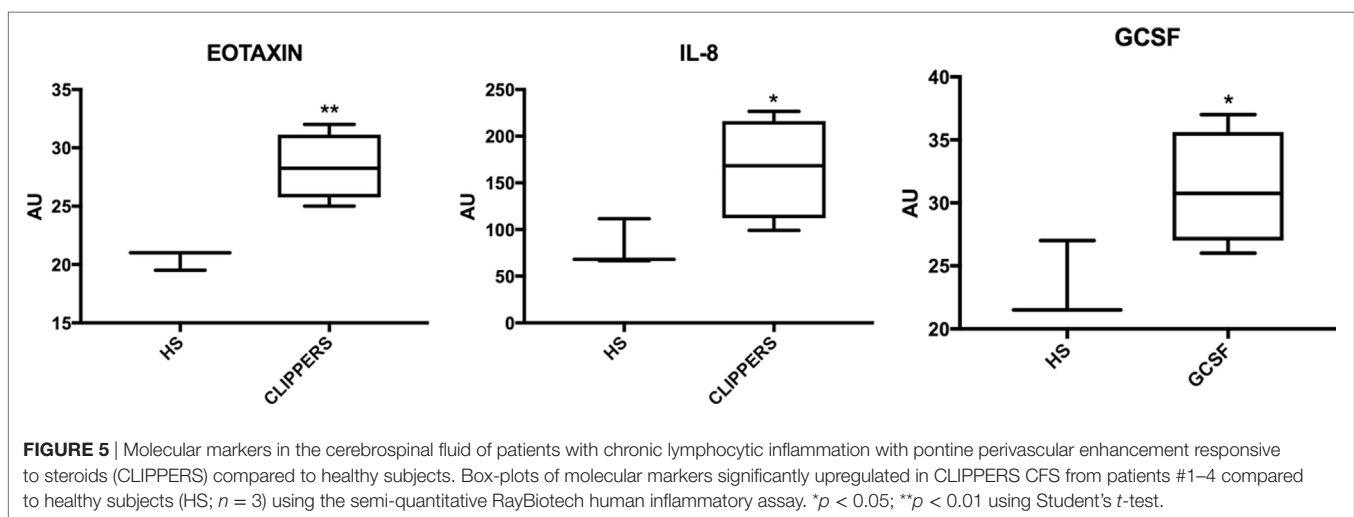 EOTAXIN
35
30
25
20
15
AU
**
HS
CLIPPERS
IL-8
250
200
150
100
50
0
AU
*
HS
CLIPPERS
GCSF
40
35
30
25
20
AU
*
HS
GCSF
FIGURE 5 | Molecular markers in the cerebrospinal fluid of patients with chronic lymphocytic inflammation with pontine perivascular enhancement responsive
to steroids (CLIPPERS) compared to healthy subjects. Box-plots of molecular markers significantly upregulated in CLIPPERS CFS from patients #1–4 compared
to healthy subjects (HS; n = 3) using the semi-quantitative RayBiotech human inflammatory assay. *p < 0.05; **p < 0.01 using Student’s t-test.